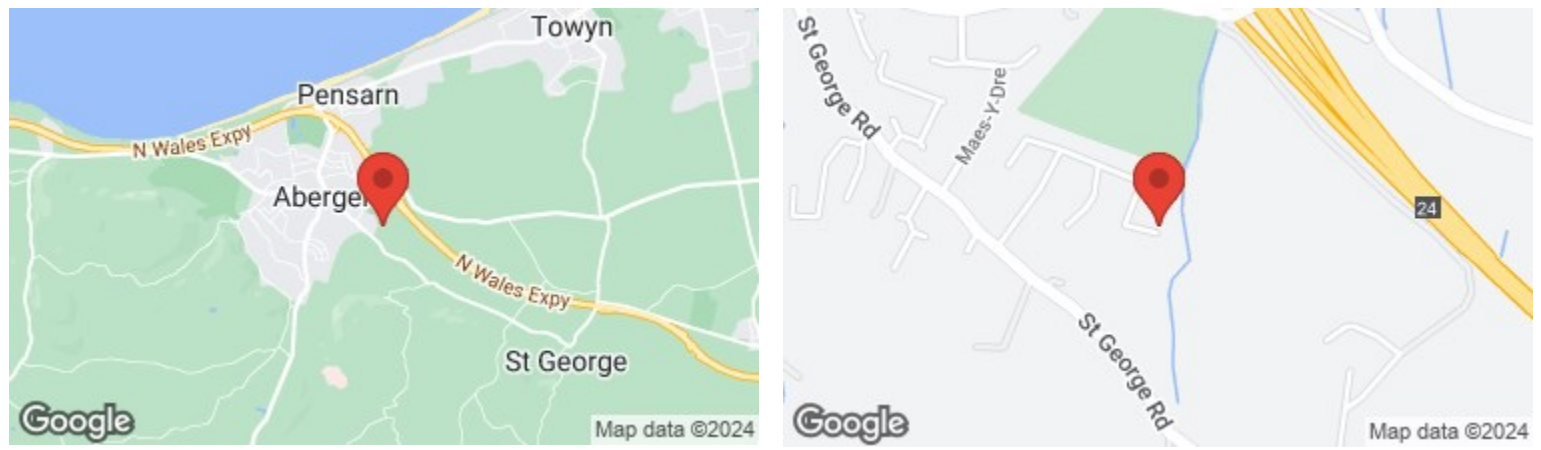 Towyn
Pensarn
N Wales Expy
Abergel
N Wales Expy
St George
Google
Map data ©2024
St George Rd
Maes-Y-Dre
24
St George Rd
Google
Map data ©2024